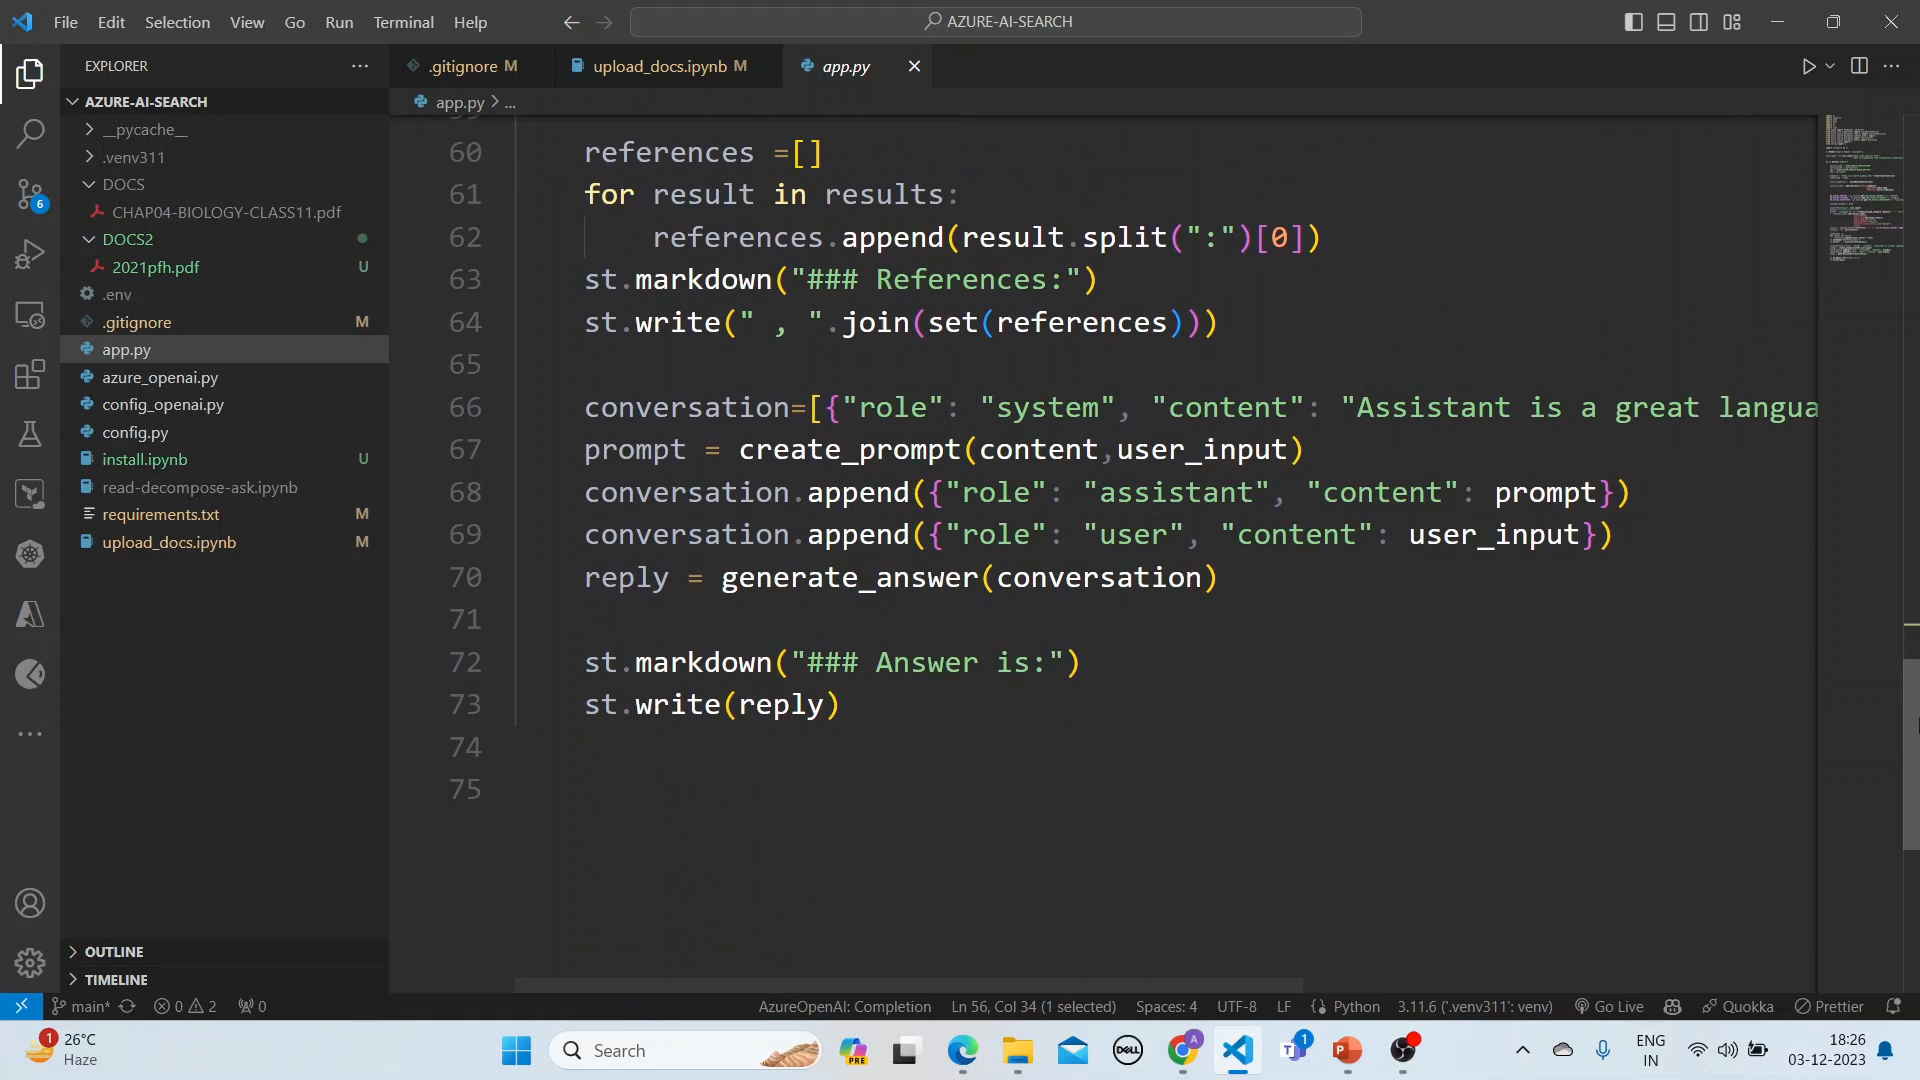 File Edit Selection View Go Run Terminal Help
AZURE-AI-SEARCH
EXPLORER
.gitignore M
upload_docs.ipynb M
app.py
AZURE-AI-SEARCH
app.py > ...
__pycache__
.venv311
DOCS
CHAP04-BIOLOGY-CLASS11.pdf
DOCS2
2021pfh.pdf U
.env
.gitignore M
app.py
azure_openai.py
config_openai.py
config.py
install.ipynb U
read-decompose-ask.ipynb
requirements.txt M
upload_docs.ipynb M
OUTLINE
TIMELINE
60 references =[]
61 for result in results:
62 references.append(result.split(":")[0])
63 st.markdown("### References:")
64 st.write(" , ".join(set(references)))
65
66 conversation=[{"role": "system", "content": "Assistant is a great langua
67 prompt = create_prompt(content,user_input)
68 conversation.append({"role": "assistant", "content": prompt})
69 conversation.append({"role": "user", "content": user_input})
70 reply = generate_answer(conversation)
71
72 st.markdown("### Answer is:")
73 st.write(reply)
74
75
6
main* 0 2 0 AzureOpenAI: Completion Ln 56, Col 34 (1 selected) Spaces: 4 UTF-8 LF Python 3.11.6 ('.venv311': venv) Go Live Quokka Prettier
1
26°C
Haze
Search
PRE
DELL
A
1
ENG
IN
18:26
03-12-2023